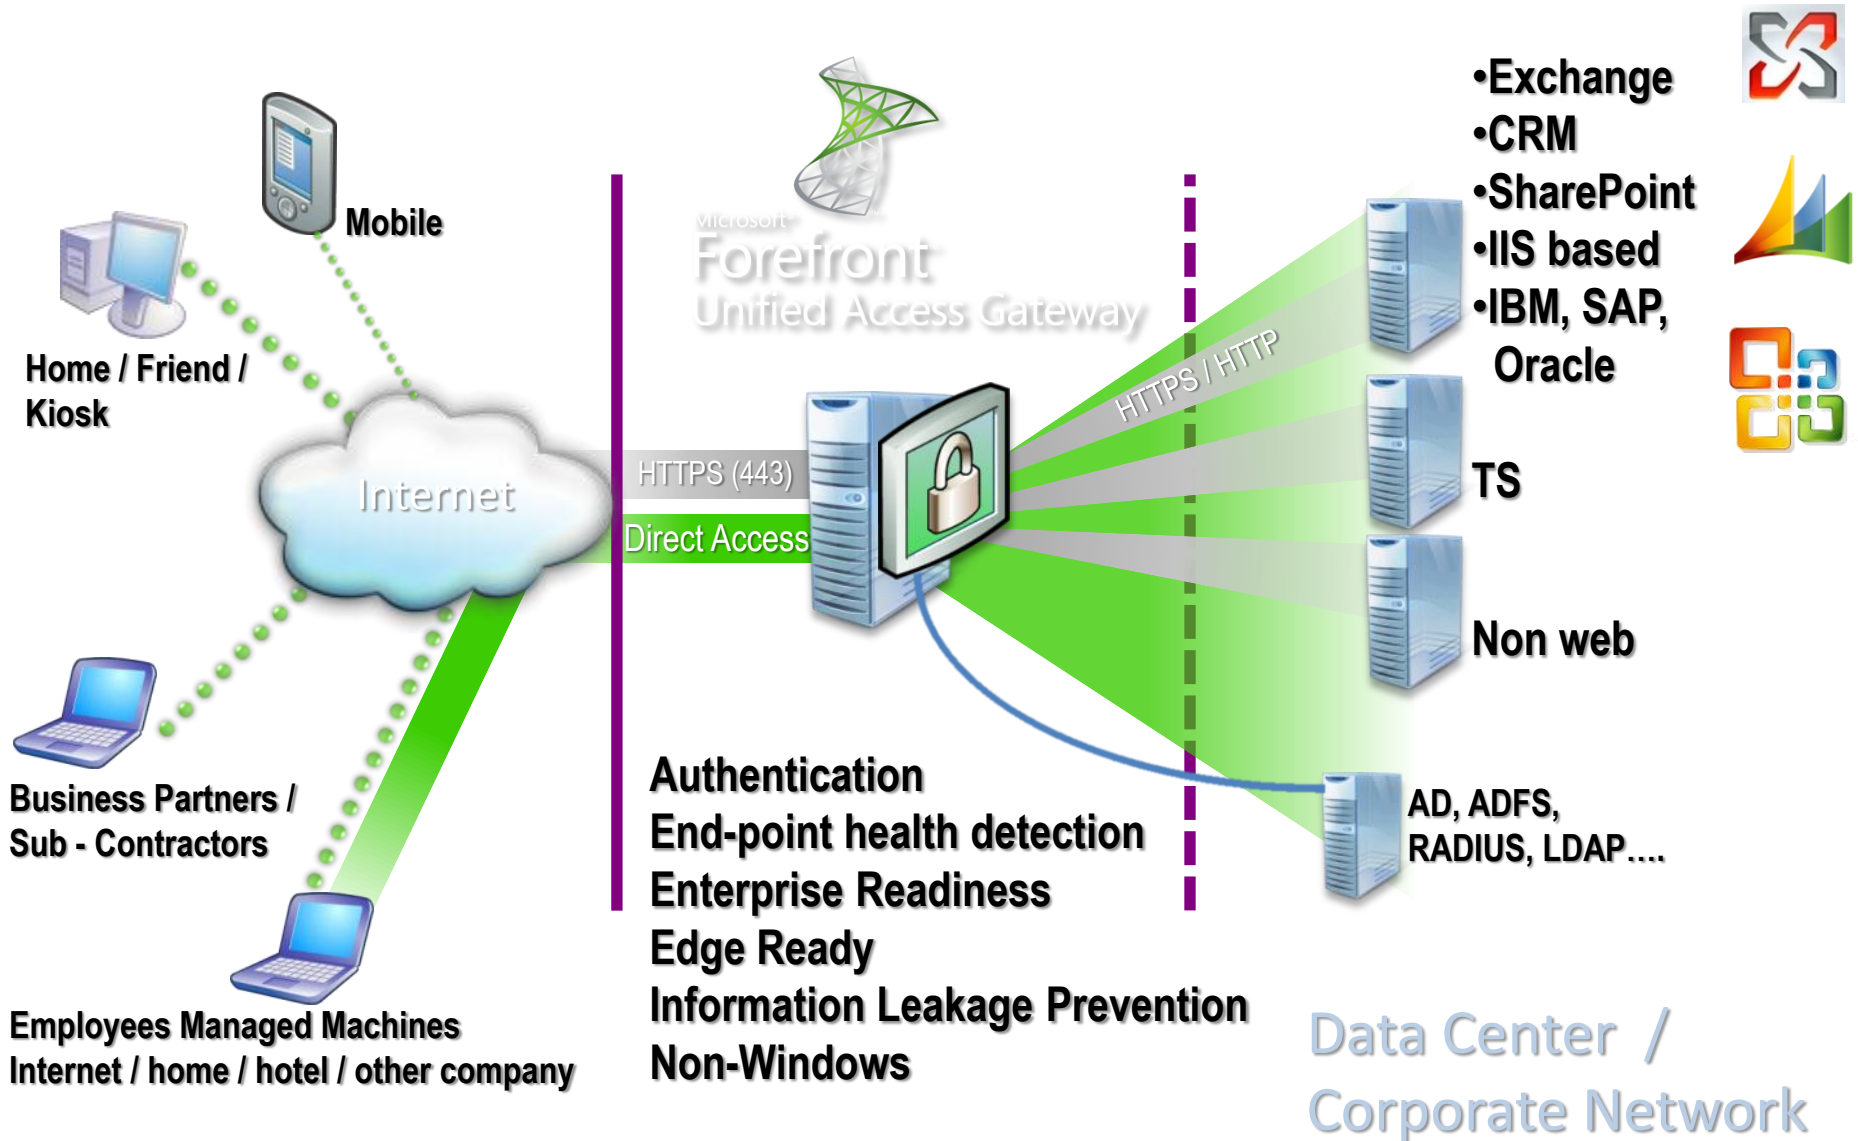 Mobile
Home / Friend /
Kiosk
Internet
Business Partners /
Sub - Contractors
Employees Managed Machines
Internet / home / hotel / other company
Microsoft®
Forefront™
Unified Access Gateway
HTTPS (443)
Direct Access
HTTPS / HTTP
Authentication
End-point health detection
Enterprise Readiness
Edge Ready
Information Leakage Prevention
Non-Windows
•Exchange
•CRM
•SharePoint
•IIS based
•IBM, SAP,
Oracle
TS
Non web
AD, ADFS,
RADIUS, LDAP….
Data Center /
Corporate Network